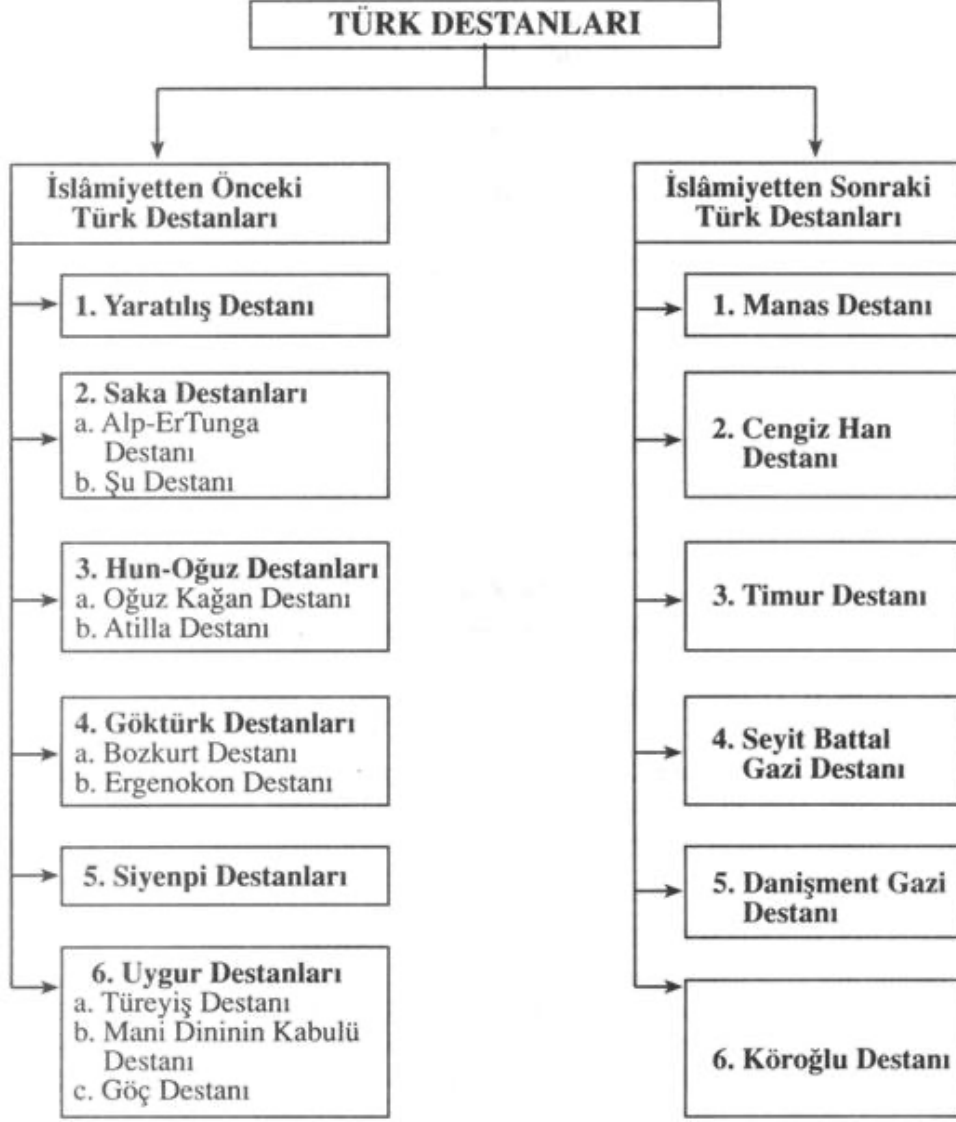 TÜRK DESTANLARI
İslâmiyetten Önceki
Türk Destanları
1. Yaratılış Destanı
2. Saka Destanları
a. Alp-ErTunga
Destanı
b. Şu Destanı
3. Hun-Oğuz Destanları
a. Oğuz Kağan Destanı
b. Atilla Destanı
4. Göktürk Destanları
a. Bozkurt Destanı
b. Ergenokon Destanı
5. Siyenpi Destanları
6. Uygur Destanları
a. Türeyiş Destanı
b. Mani Dininin Kabulü
Destanı
c. Göç Destanı
İslâmiyetten Sonraki
Türk Destanları
1. Manas Destanı
2. Cengiz Han
Destanı
3. Timur Destanı
4. Seyit Battal
Gazi Destanı
5. Danişment Gazi
Destanı
6. Köroğlu Destanı